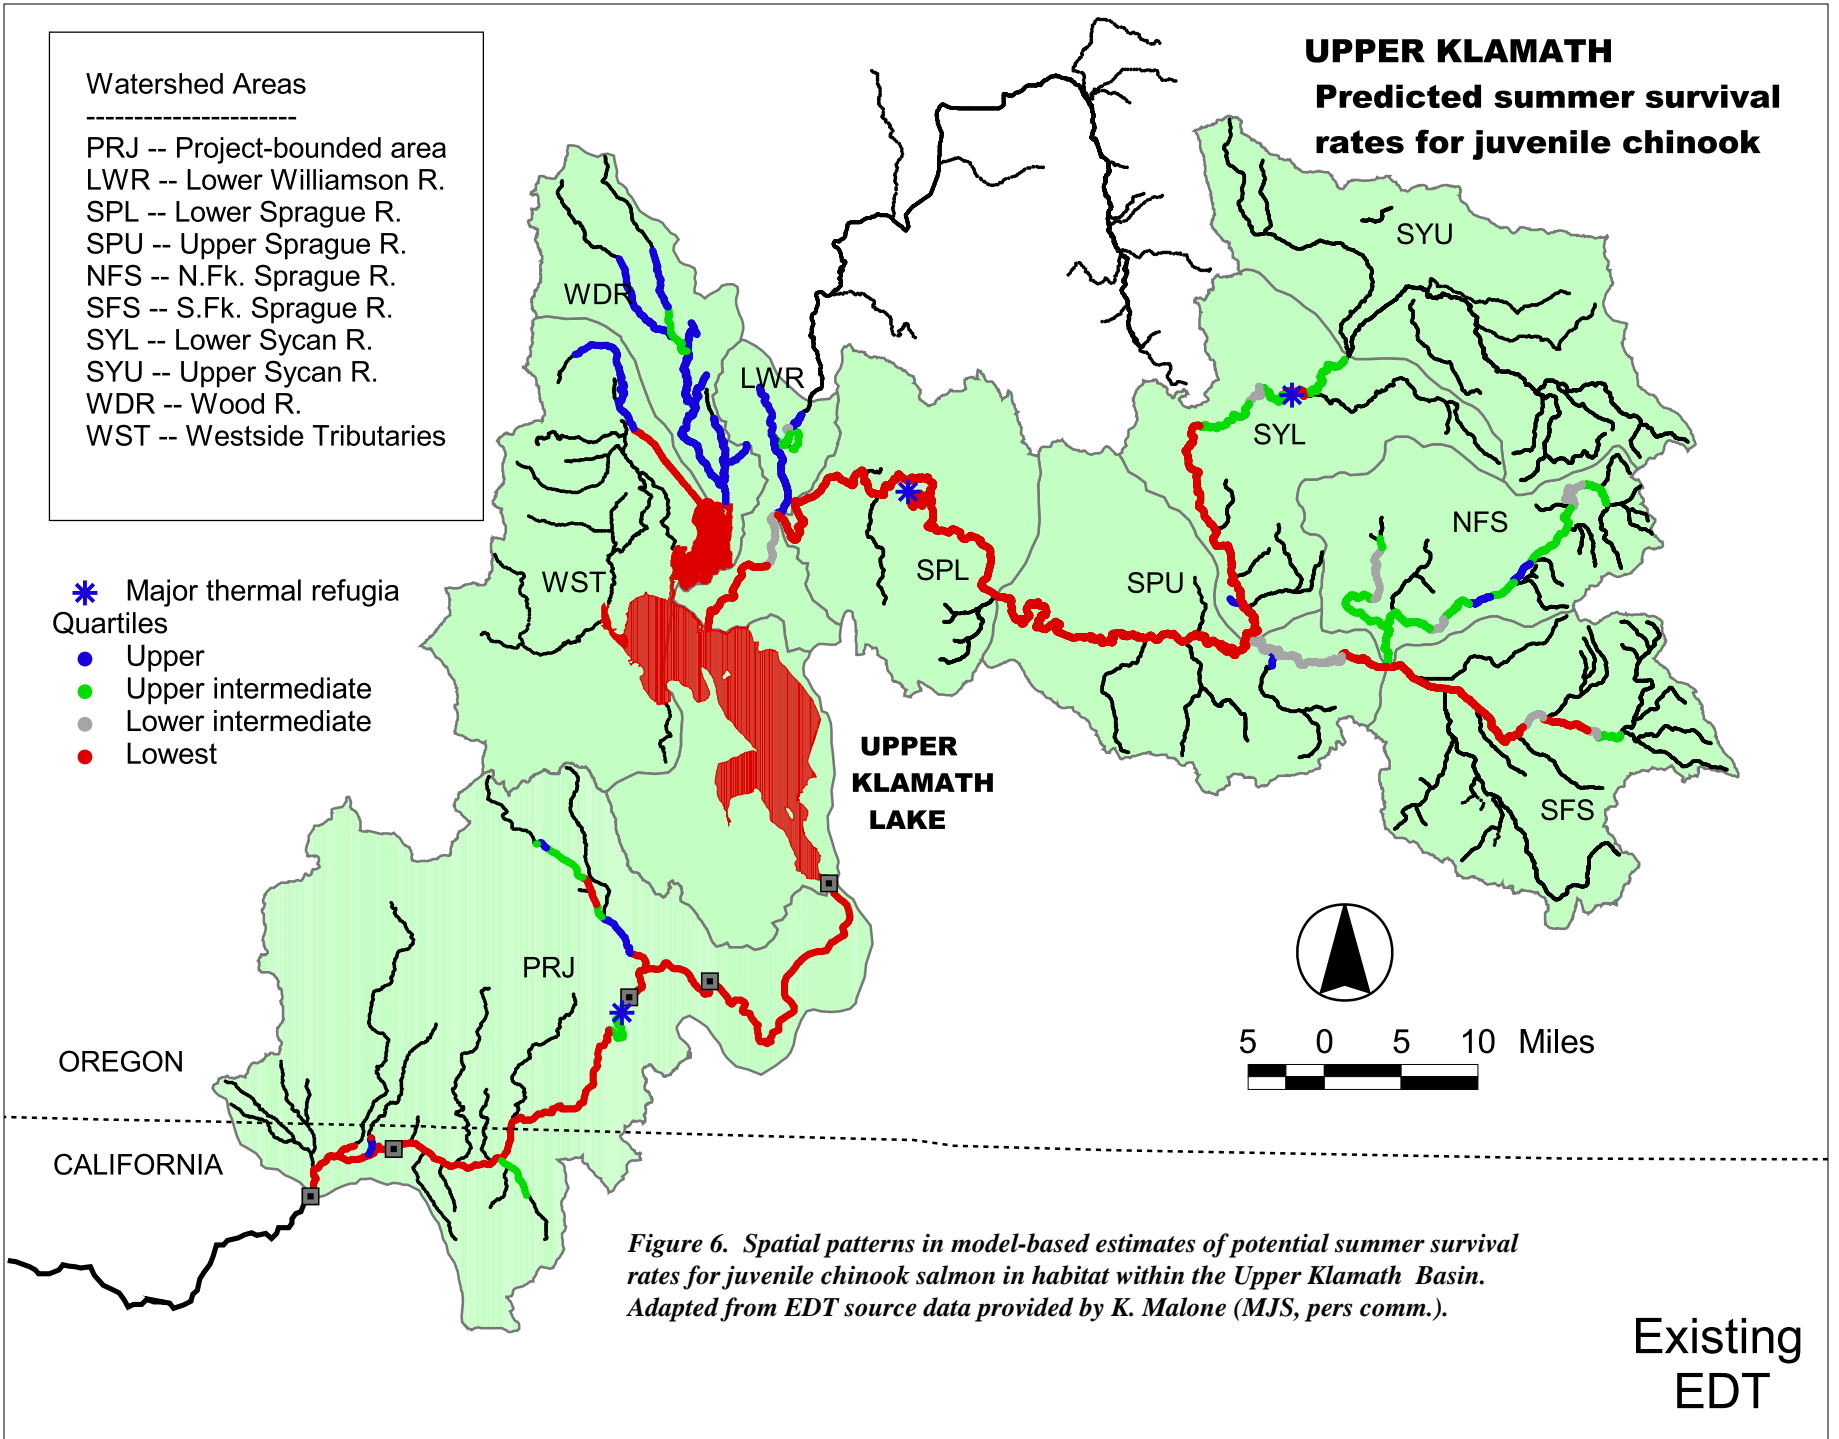 UPPER KLAMATH
Predicted summer survival
rates for juvenile chinook
Watershed Areas
----------------------
PRJ -- Project-bounded area
LWR -- Lower Williamson R.
SPL -- Lower Sprague R.
SPU -- Upper Sprague R.
NFS -- N.Fk. Sprague R.
SFS -- S.Fk. Sprague R.
SYL -- Lower Sycan R.
SYU -- Upper Sycan R.
WDR -- Wood R.
WST -- Westside Tributaries
Major thermal refugia
Quartiles
Upper
Upper intermediate
Lower intermediate
Lowest
SYU
WDR
LWR
SYL
NFS
SPL
WST
SPU
UPPER
KLAMATH
LAKE
SFS
PRJ
5 0 5 10 Miles
OREGON
CALIFORNIA
Figure 6. Spatial patterns in model-based estimates of potential summer survival
rates for juvenile chinook salmon in habitat within the Upper Klamath Basin.
Adapted from EDT source data provided by K. Malone (MJS, pers comm.).
Existing
EDT